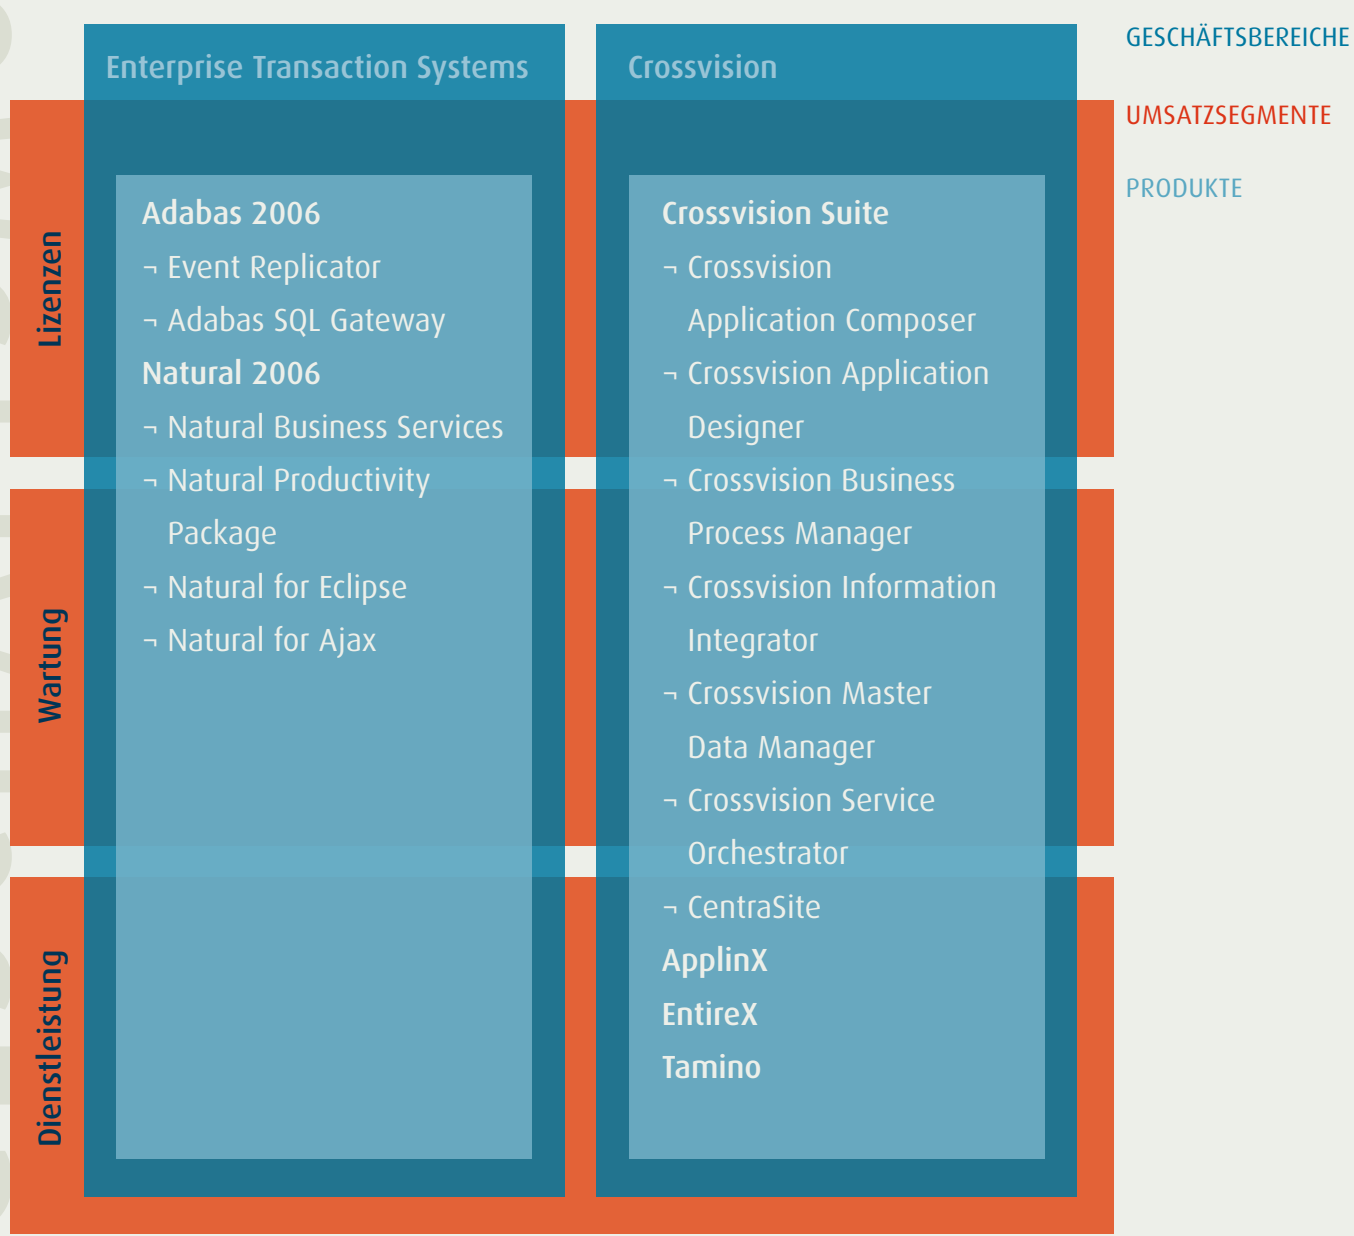 GESCHÄFTSBEREICHE
UMSATZSEGMENTE
PRODUKTE
Enterprise Transaction Systems
Adabas 2006
¬ Event Replicator
¬ Adabas SQL Gateway
Natural 2006
¬ Natural Business Services
¬ Natural Productivity
Package
¬ Natural for Eclipse
¬ Natural for Ajax
Crossvision
Crossvision Suite
¬ Crossvision
Application Composer
¬ Crossvision Application
Designer
¬ Crossvision Business
Process Manager
¬ Crossvision Information
Integrator
¬ Crossvision Master
Data Manager
¬ Crossvision Service
Orchestrator
¬ CentraSite
ApplinX
EntireX
Tamino
Lizenzen
Wartung
Dienstleistung